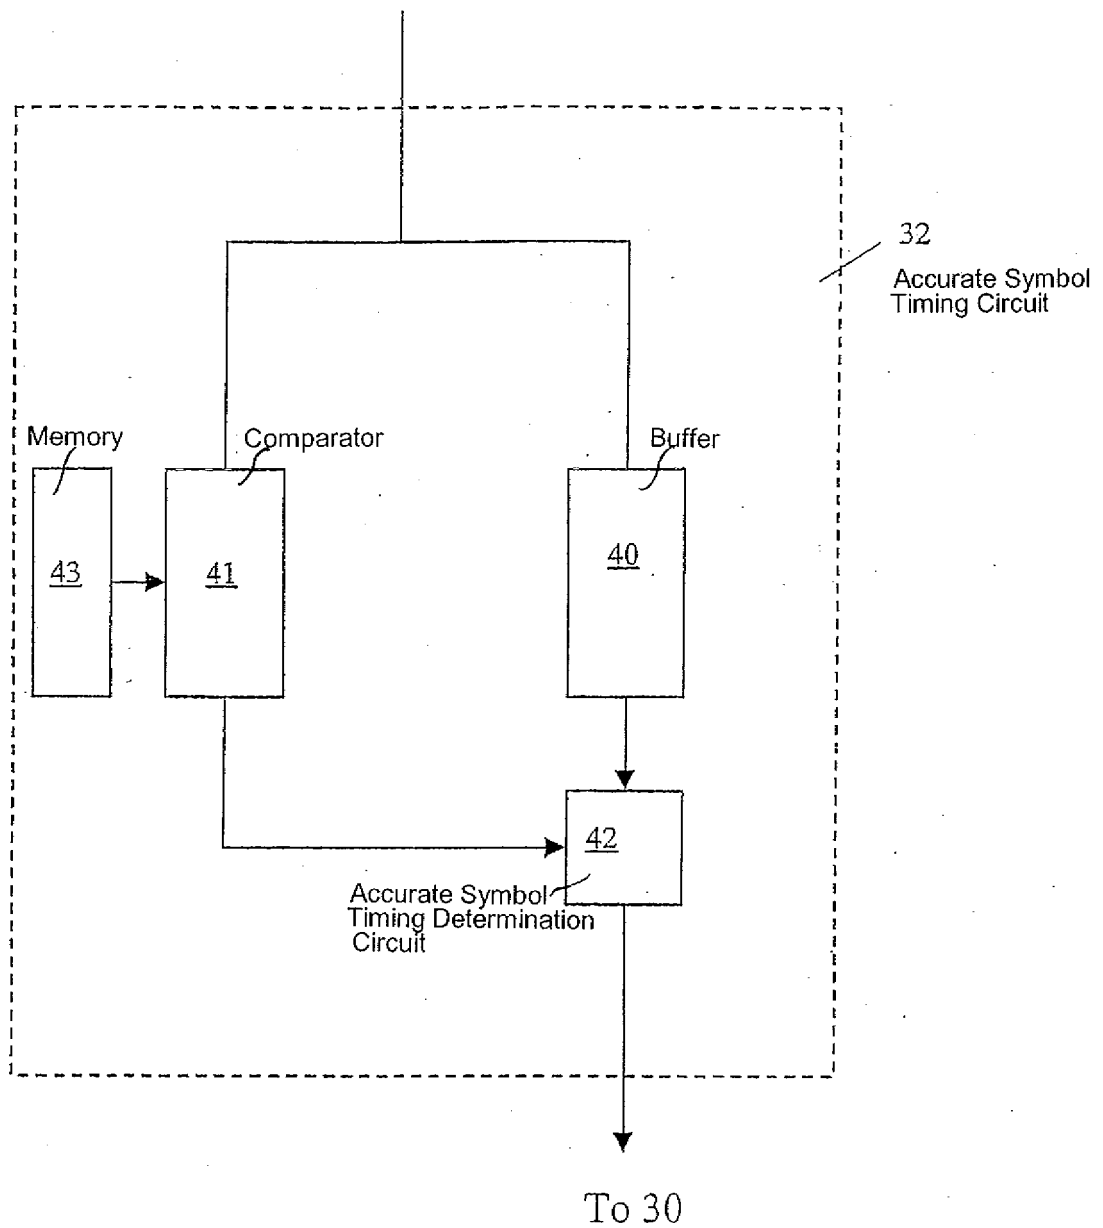 32
Accurate Symbol
Timing Circuit
Memory
Comparator
Buffer
43
41
40
42
Accurate Symbol
Timing Determination
Circuit
To 30